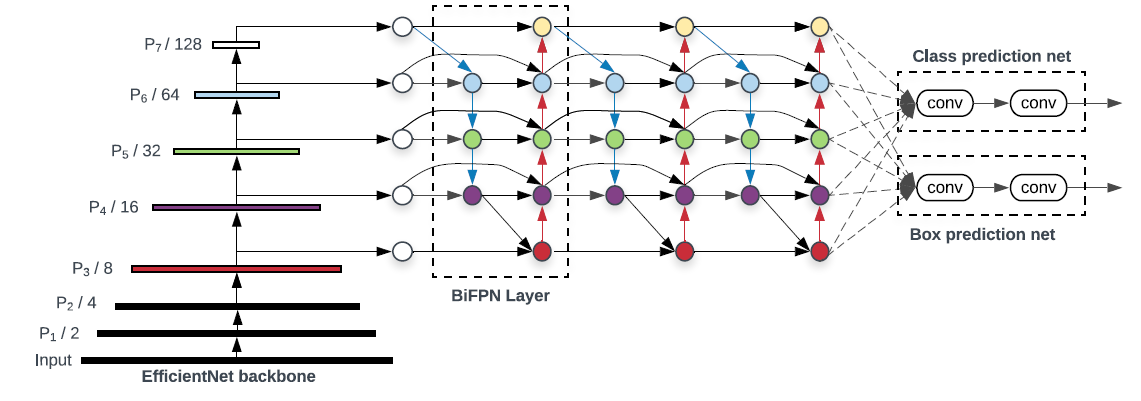 P7 / 128
P6 / 64
P5 / 32
P4 / 16
P3 / 8
P2 / 4
P1 / 2
Input
EfficientNet backbone
BiFPN Layer
Class prediction net
conv conv
conv conv
Box prediction net